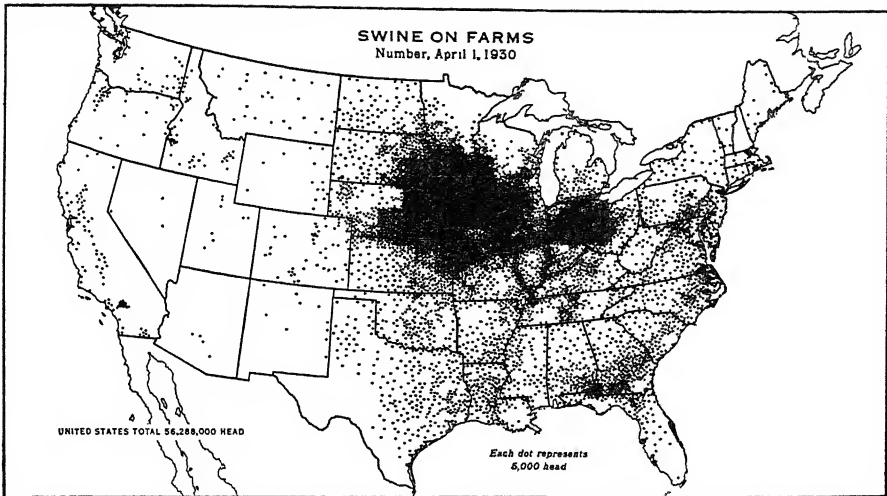 SWINE ON FARMS
Number, April 1, 1930
UNITED STATES TOTAL 56,288,000 HEAD
Each dot represents
5,000 head